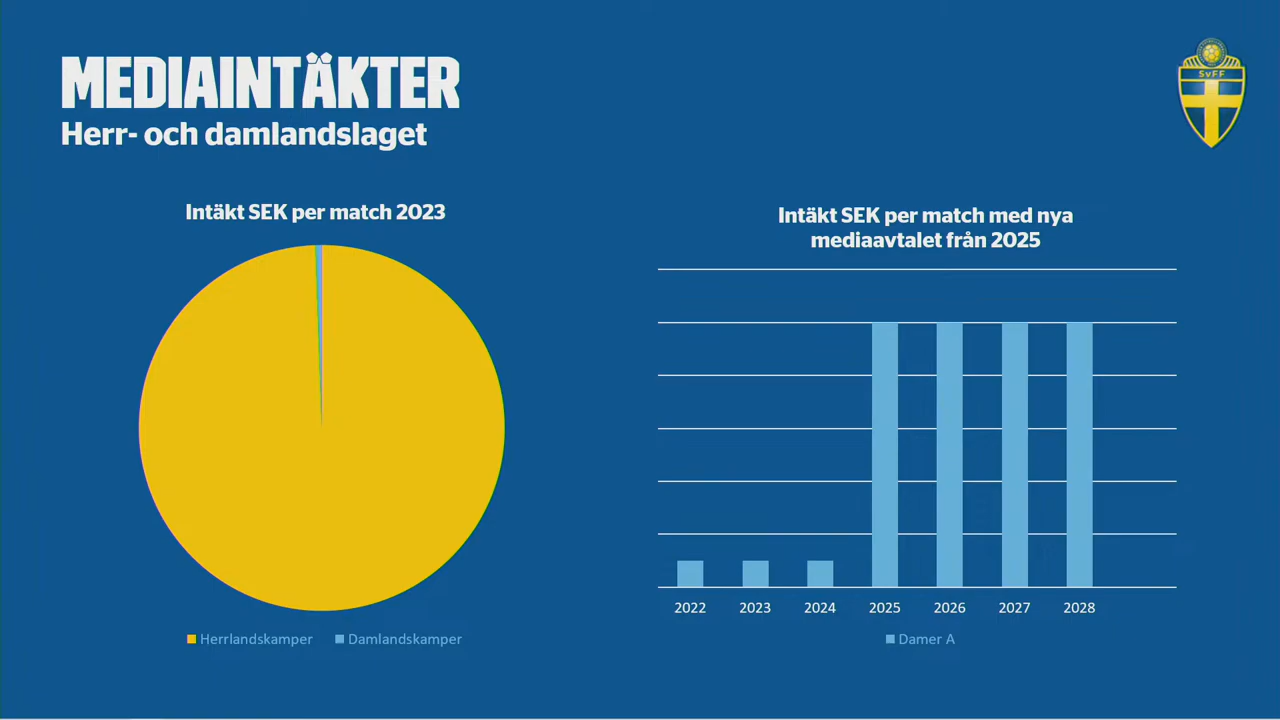 MEDIAINTÄKTER
Herr- och damlandslaget
SvFF
Intäkt SEK per match 2023
Herrlandskamper
Damlandskamper
Intäkt SEK per match med nya
mediaavtalet från 2025
2022 2023 2024 2025 2026 2027 2028
Damer A